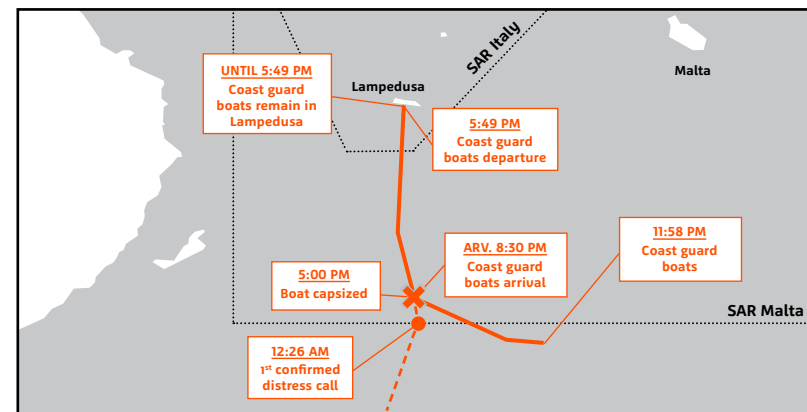 SAR Italy
UNTIL 5:49 PM
Coast guard
boats remain in
Lampedusa
Lampedusa
Malta
5:49 PM
Coast guard
boats departure
11:58 PM
Coast guard
boats
ARV. 8:30 PM
Coast guard
boats arrival
5:00 PM
Boat capsized
SAR Malta
12:26 AM
1st confirmed
distress call